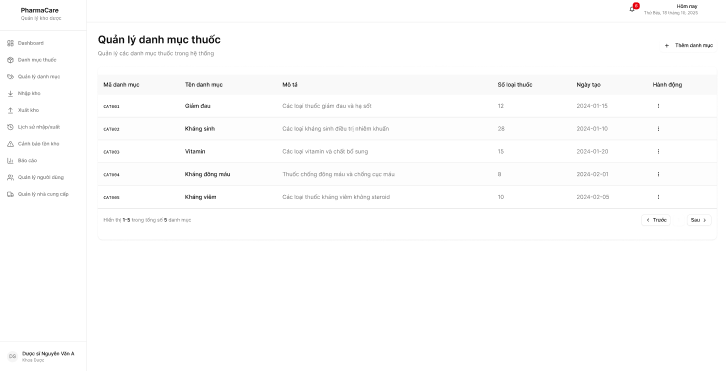 PharmaCare
Quản lý kho dược
Dashboard
Danh mục thuốc
Quản lý danh mục
Nhập kho
Xuất kho
Lịch sử nhập/xuất
Cảnh báo tồn kho
Báo cáo
Quản lý người dùng
Quản lý nhà cung cấp
Dược sĩ Nguyễn Văn A
Khoa Dược
Hôm nay
Quản lý danh mục thuốc
Quản lý các danh mục thuốc trong hệ thống
+ Thêm danh mục
Mã danh mục Tên danh mục Mô tả Số loại thuốc Ngày tạo Hành động
CAT001 Giảm đau Các loại thuốc giảm đau và hạ sốt 12 2024-01-15
CAT002 Kháng sinh Các loại kháng sinh điều trị nhiễm khuẩn 28 2024-01-10
CAT003 Vitamin Các loại vitamin và chất bổ sung 15 2024-01-20
CAT004 Kháng đông máu Thuốc chống đông máu và chống cục máu 8 2024-02-01
CAT005 Kháng viêm Các loại thuốc kháng viêm không steroid 10 2024-02-05
Hiển thị 1-5 trong tổng số 5 danh mục
Trước
Sau